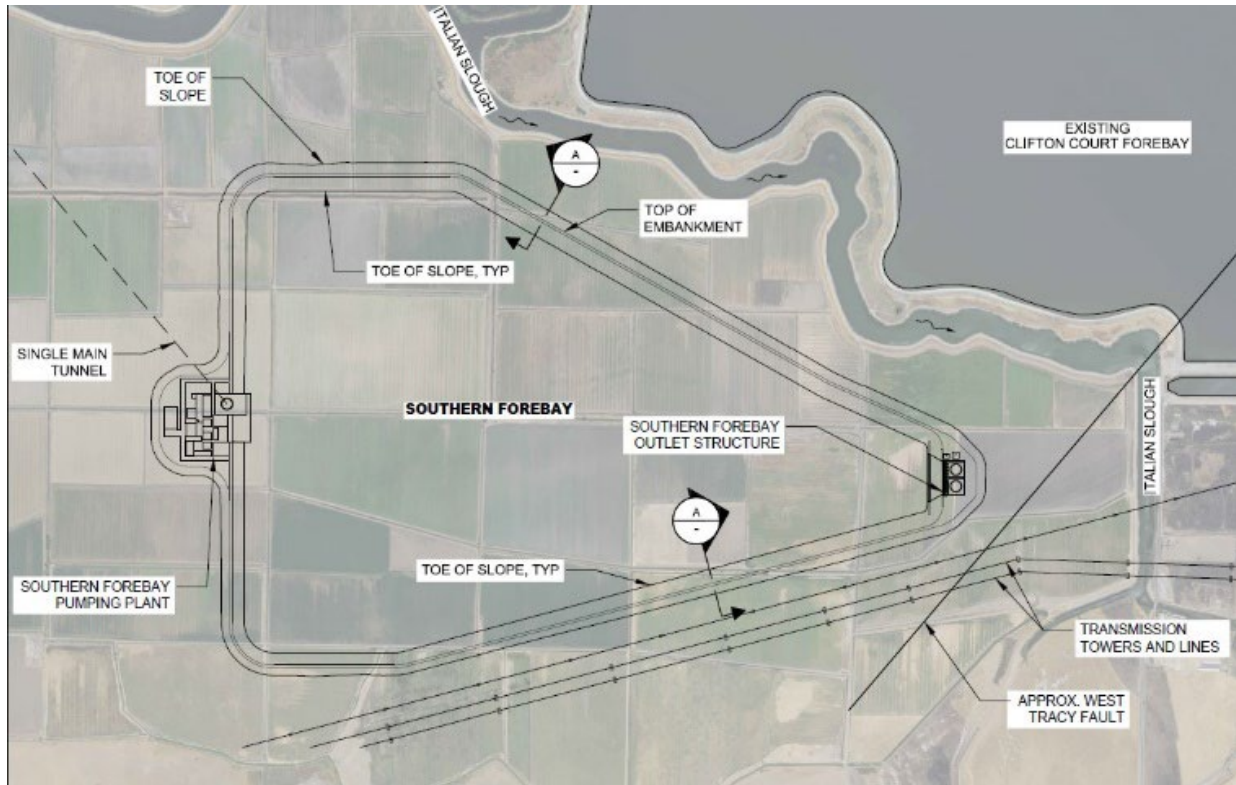 ITALIAN SLOUGH
TOE OF
SLOPE
A
-
EXISTING
CLIFTON COURT FOREBAY
TOP OF
EMBANKMENT
TOE OF SLOPE, TYP
SINGLE MAIN
TUNNEL
SOUTHERN FOREBAY
SOUTHERN FOREBAY
OUTLET STRUCTURE
ITALIAN SLOUGH
A
-
TOE OF SLOPE, TYP
SOUTHERN FOREBAY
PUMPING PLANT
TRANSMISSION
TOWERS AND LINES
APPROX. WEST
TRACY FAULT